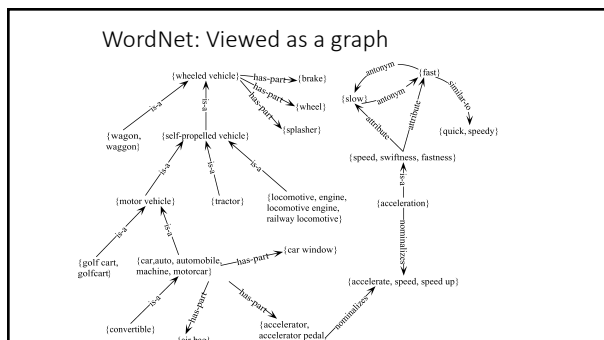 WordNet: Viewed as a graph
{wheeled vehicle}
has-part
{brake}
has-part
{wheel}
has-part
{splasher}
is-a
is-a
{wagon,
waggon}
{self-propelled vehicle}
is-a
is-a
is-a
{motor vehicle}
{tractor}
{locomotive, engine,
locomotive engine,
railway locomotive}
is-a
is-a
{golf cart,
golfcart}
{car,auto, automobile,
machine, motorcar}
has-part
{car window}
is-a
has-part
has-part
{convertible}
{air bag}
{accelerator,
accelerator pedal,
antonym
{fast}
{slow}
antonym
similar-to
{quick, speedy}
attribute
attribute
{speed, swiftness, fastness}
is-a
{acceleration}
nominalizes
{accelerate, speed, speed up}
nominalizes